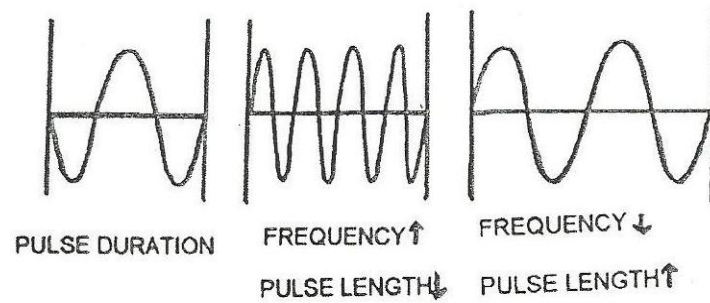 PULSE DURATION
FREQUENCY↑
PULSE LENGTH↓
FREQUENCY↓
PULSE LENGTH↑